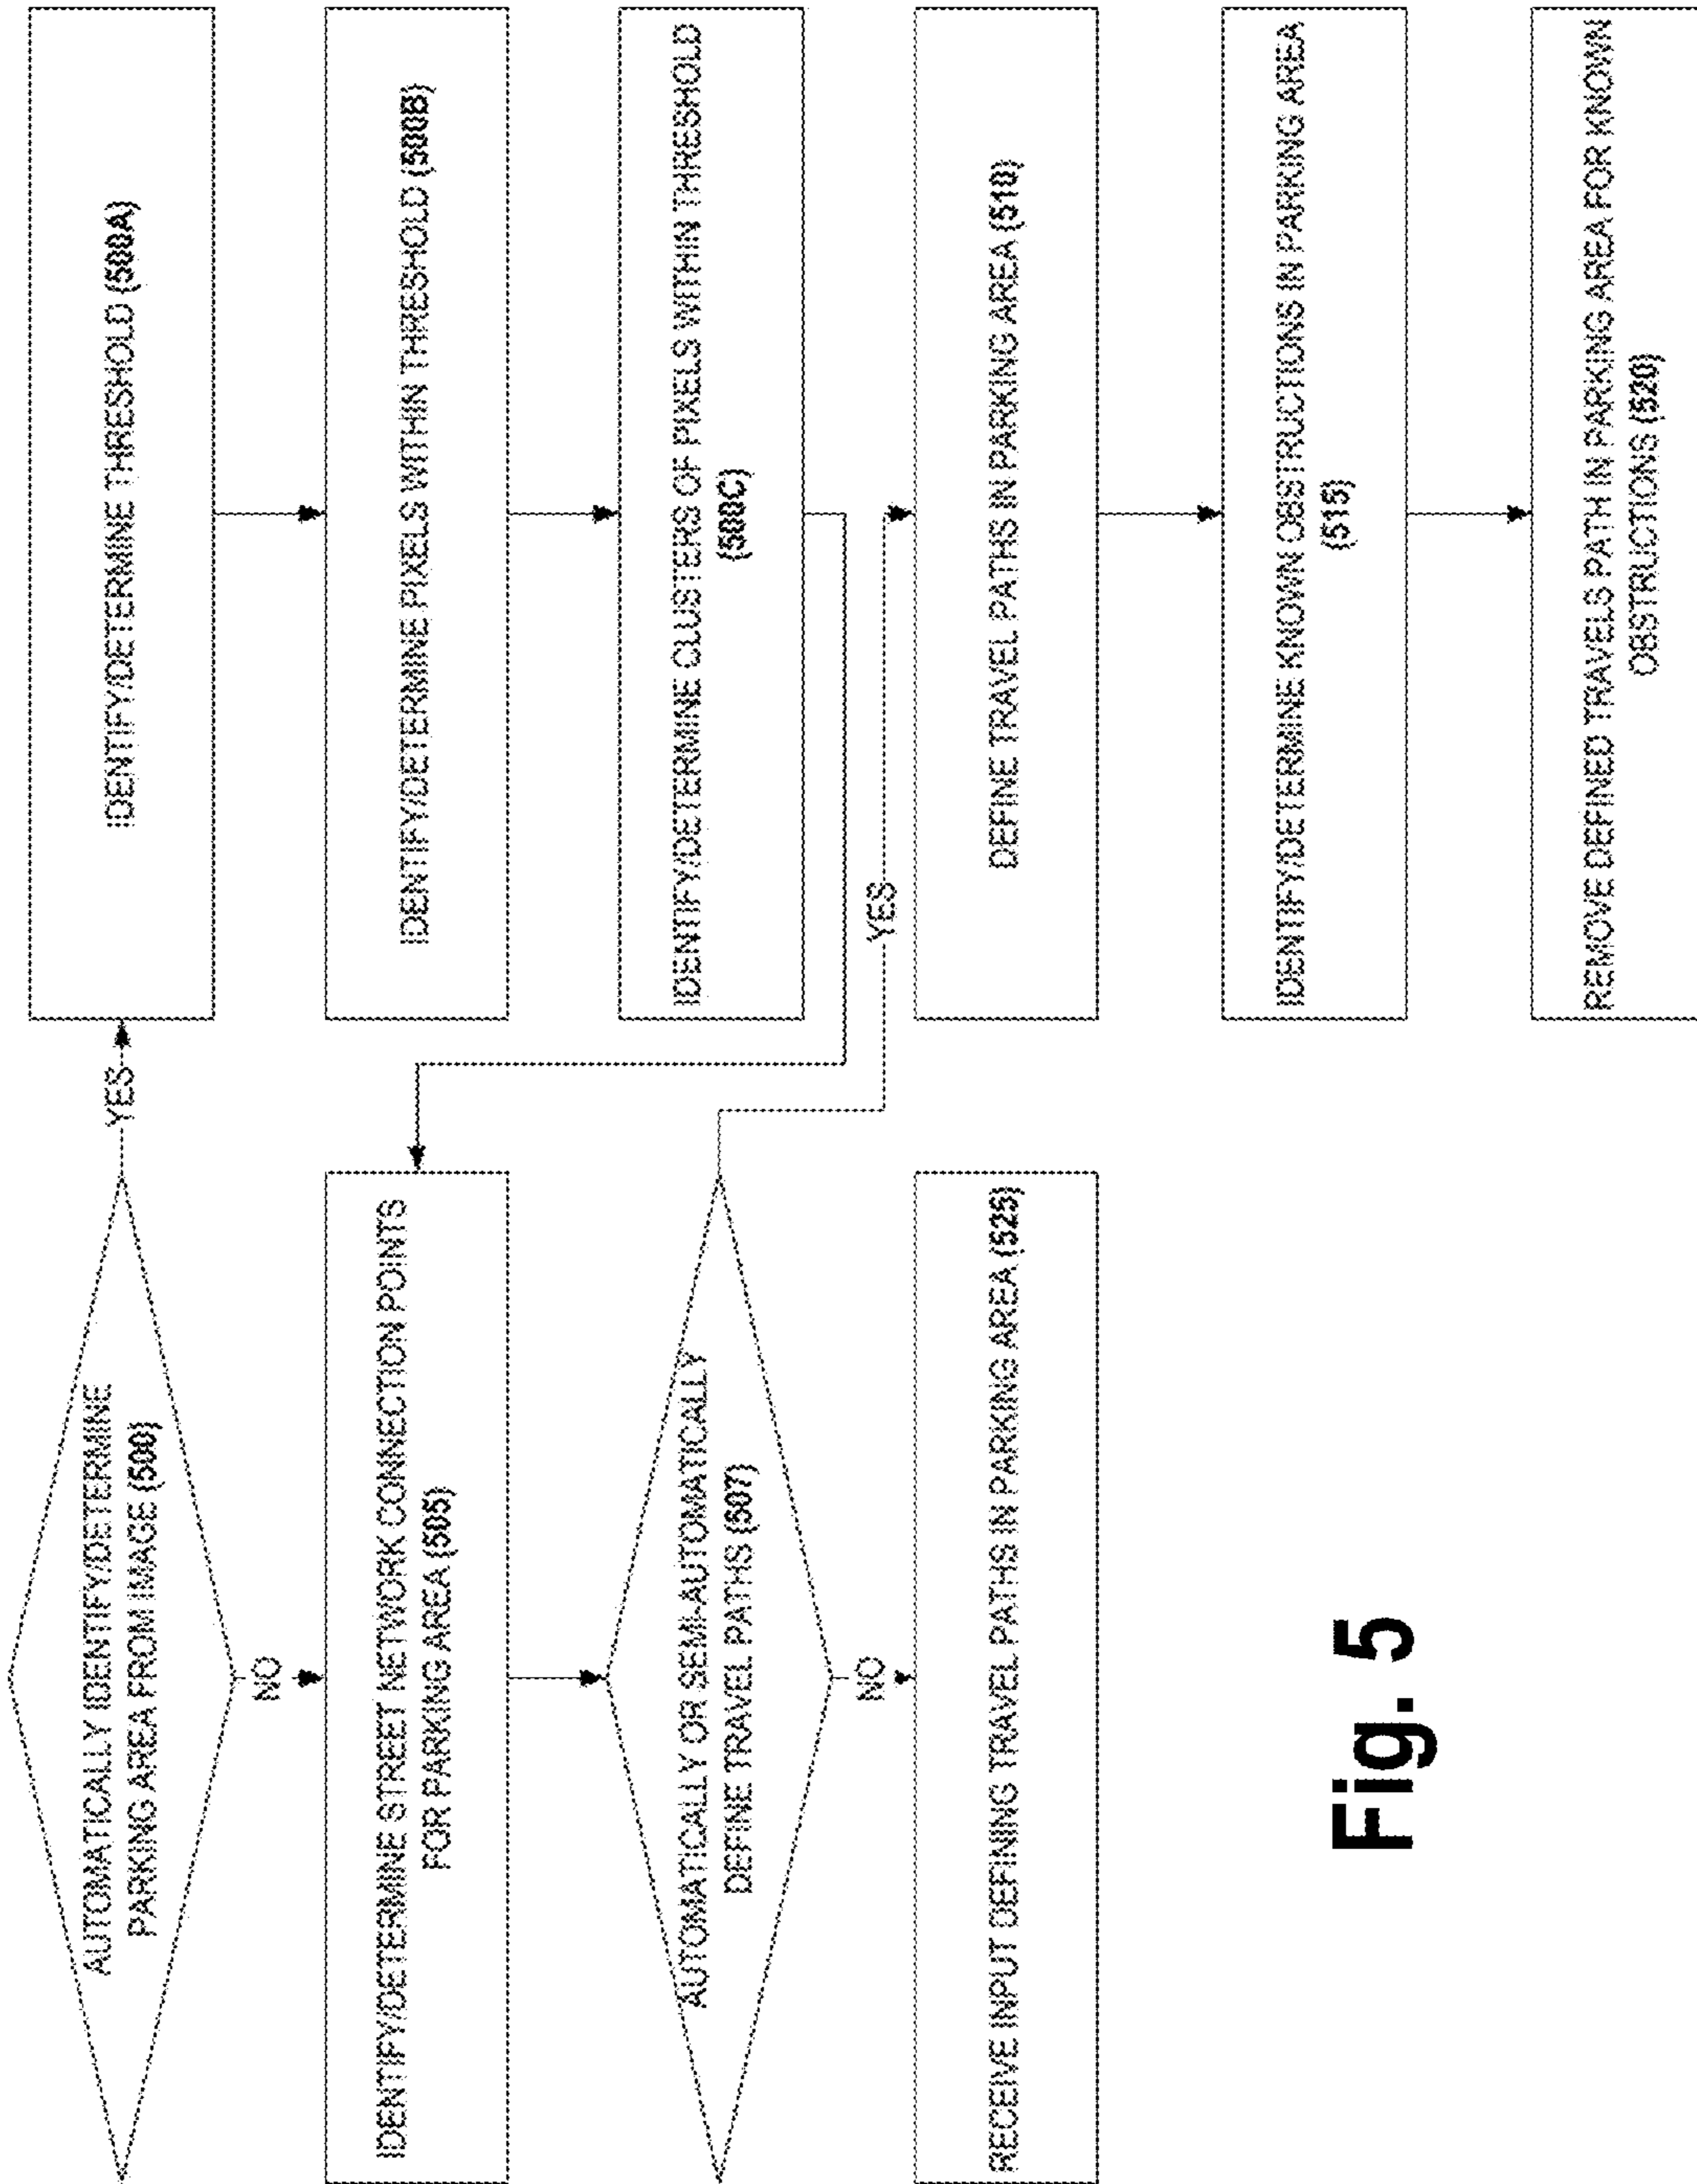 AUTOMATICALLY IDENTIFY/DETERMINE
PARKING AREA FROM IMAGE (500)
YES
IDENTIFY/DETERMINE THRESHOLD (500A)
NO
IDENTIFY/DETERMINE PIXELS WITHIN THRESHOLD (500B)
IDENTIFY/DETERMINE CLUSTERS OF PIXELS WITHIN THRESHOLD
(500C)
IDENTIFY/DETERMINE STREET NETWORK CONNECTION POINTS
FOR PARKING AREA (505)
AUTOMATICALLY OR SEMI-AUTOMATICALLY
DEFINE TRAVEL PATHS (507)
YES
NO
DEFINE TRAVEL PATHS IN PARKING AREA (510)
IDENTIFY/DETERMINE KNOWN OBSTRUCTIONS IN PARKING AREA
(515)
REMOVE DEFINED TRAVELS PATH IN PARKING AREA FOR KNOWN
OBSTRUCTIONS (520)
RECEIVE INPUT DEFINING TRAVEL PATHS IN PARKING AREA (525)
Fig. 5